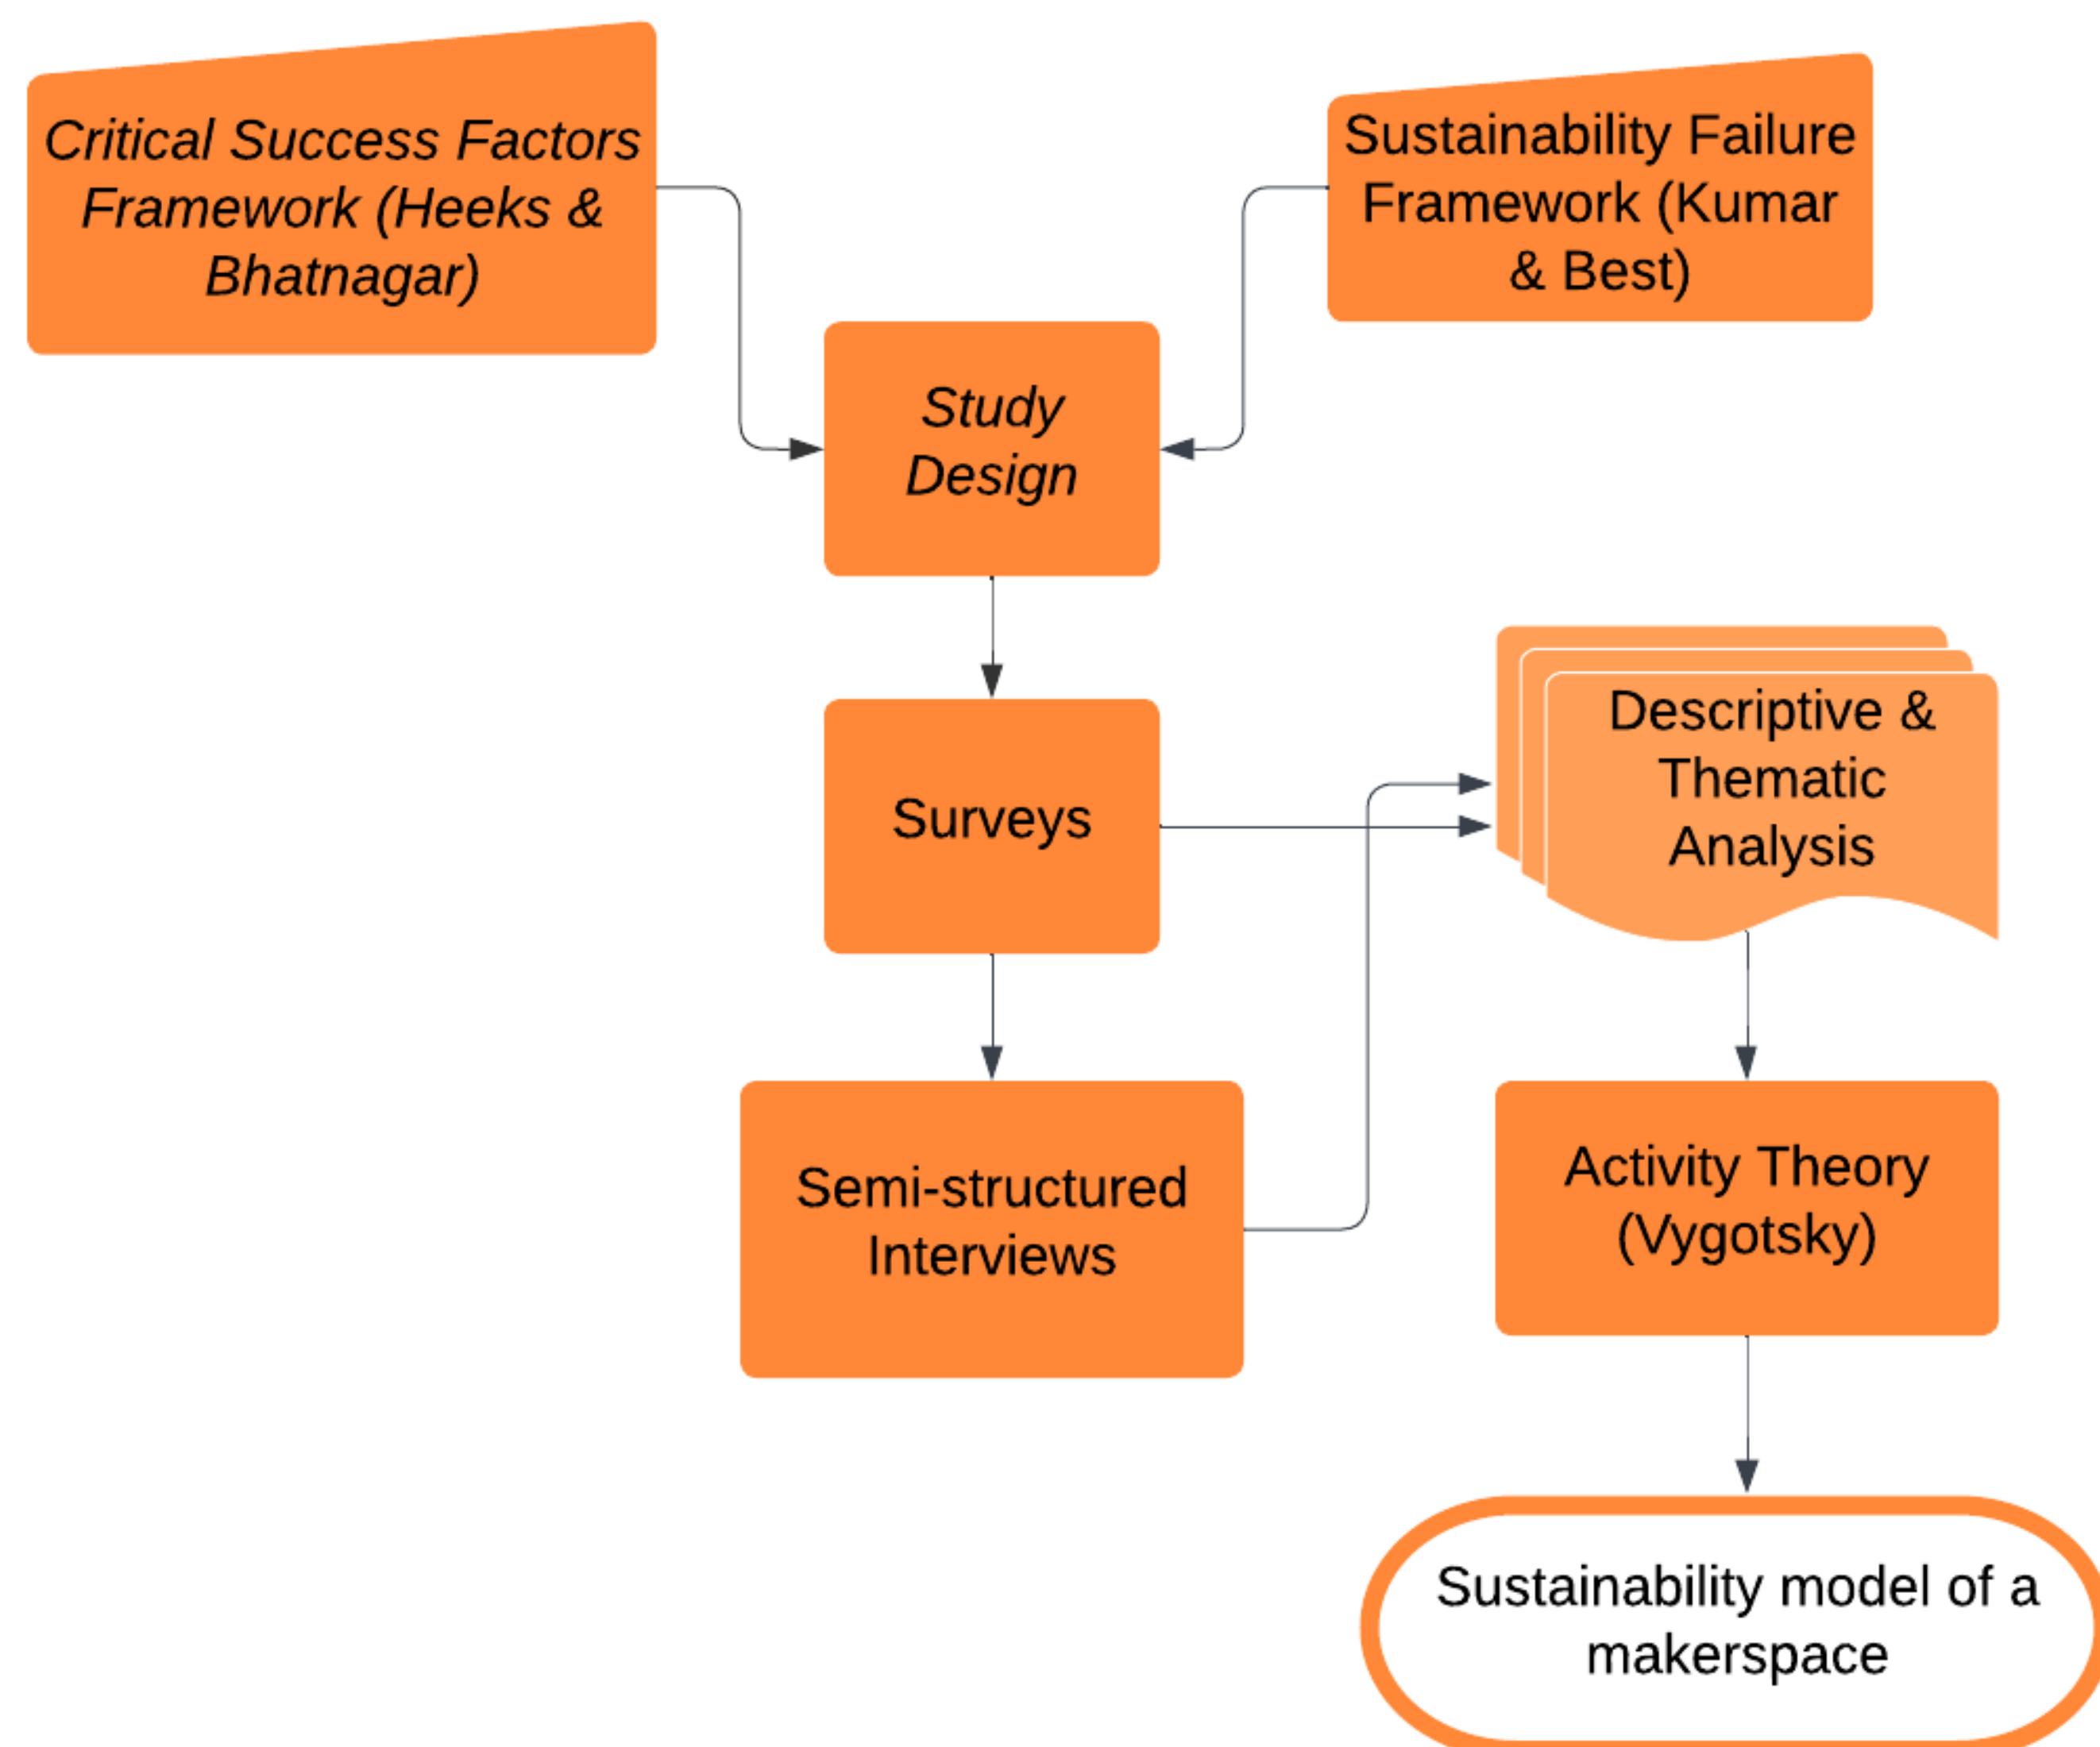 Critical Success Factors
Framework (Heeks &
Bhatnagar)
Sustainability Failure
Framework (Kumar
& Best)
Study
Design
Surveys
Descriptive &
Thematic
Analysis
Semi-structured
Interviews
Activity Theory
(Vygotsky)
Sustainability model of a
makerspace